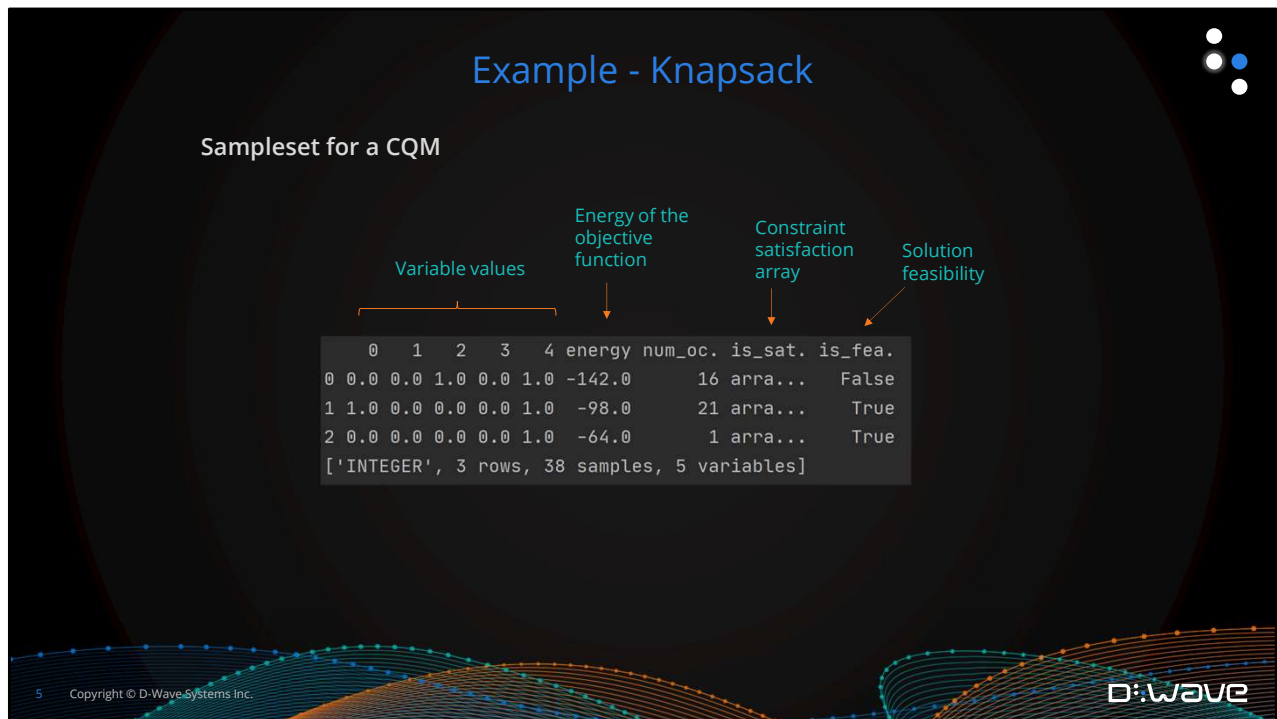 Example - Knapsack
Sampleset for a CQM
Variable values
Energy of the
objective
function
Constraint
satisfaction
array
Solution
feasibility
0 1 2 3 4 energy num_oc. is_sat. is_fea.
0 0.0 0.0 1.0 0.0 1.0 -142.0 16 arra... False
1 1.0 0.0 0.0 0.0 1.0 -98.0 21 arra... True
2 0.0 0.0 0.0 0.0 1.0 -64.0 1 arra... True
['INTEGER', 3 rows, 38 samples, 5 variables]
5 Copyright © D-Wave Systems Inc.
D:wave